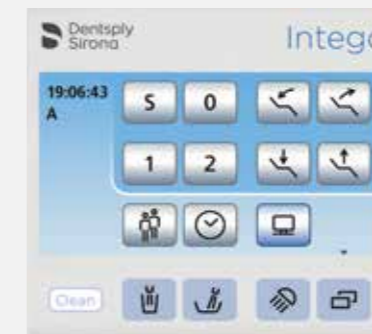 Dentsply
Sirona
Intego
19:06:43
S
0
A
1
2
Clean